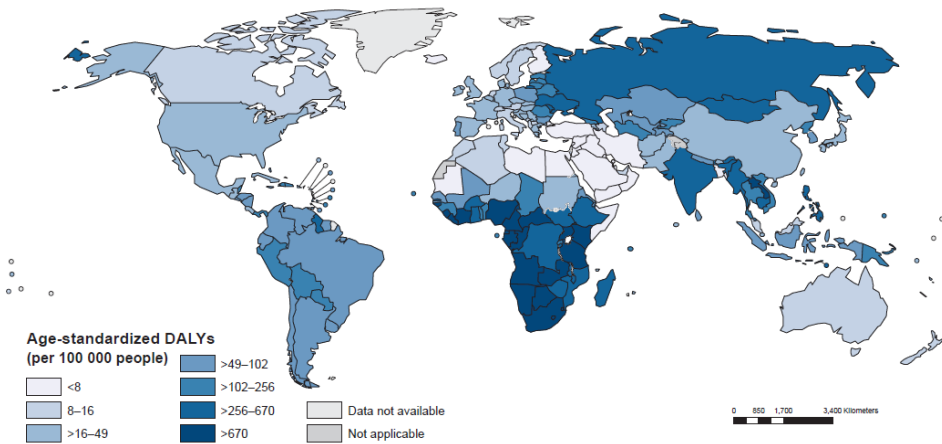 Age-standardized DALYs
(per 100 000 people)
<8
8–16
>16–49
>49–102
>102–256
>256–670
>670
Data not available
Not applicable
0 850 1,700 3,400 Kilometers